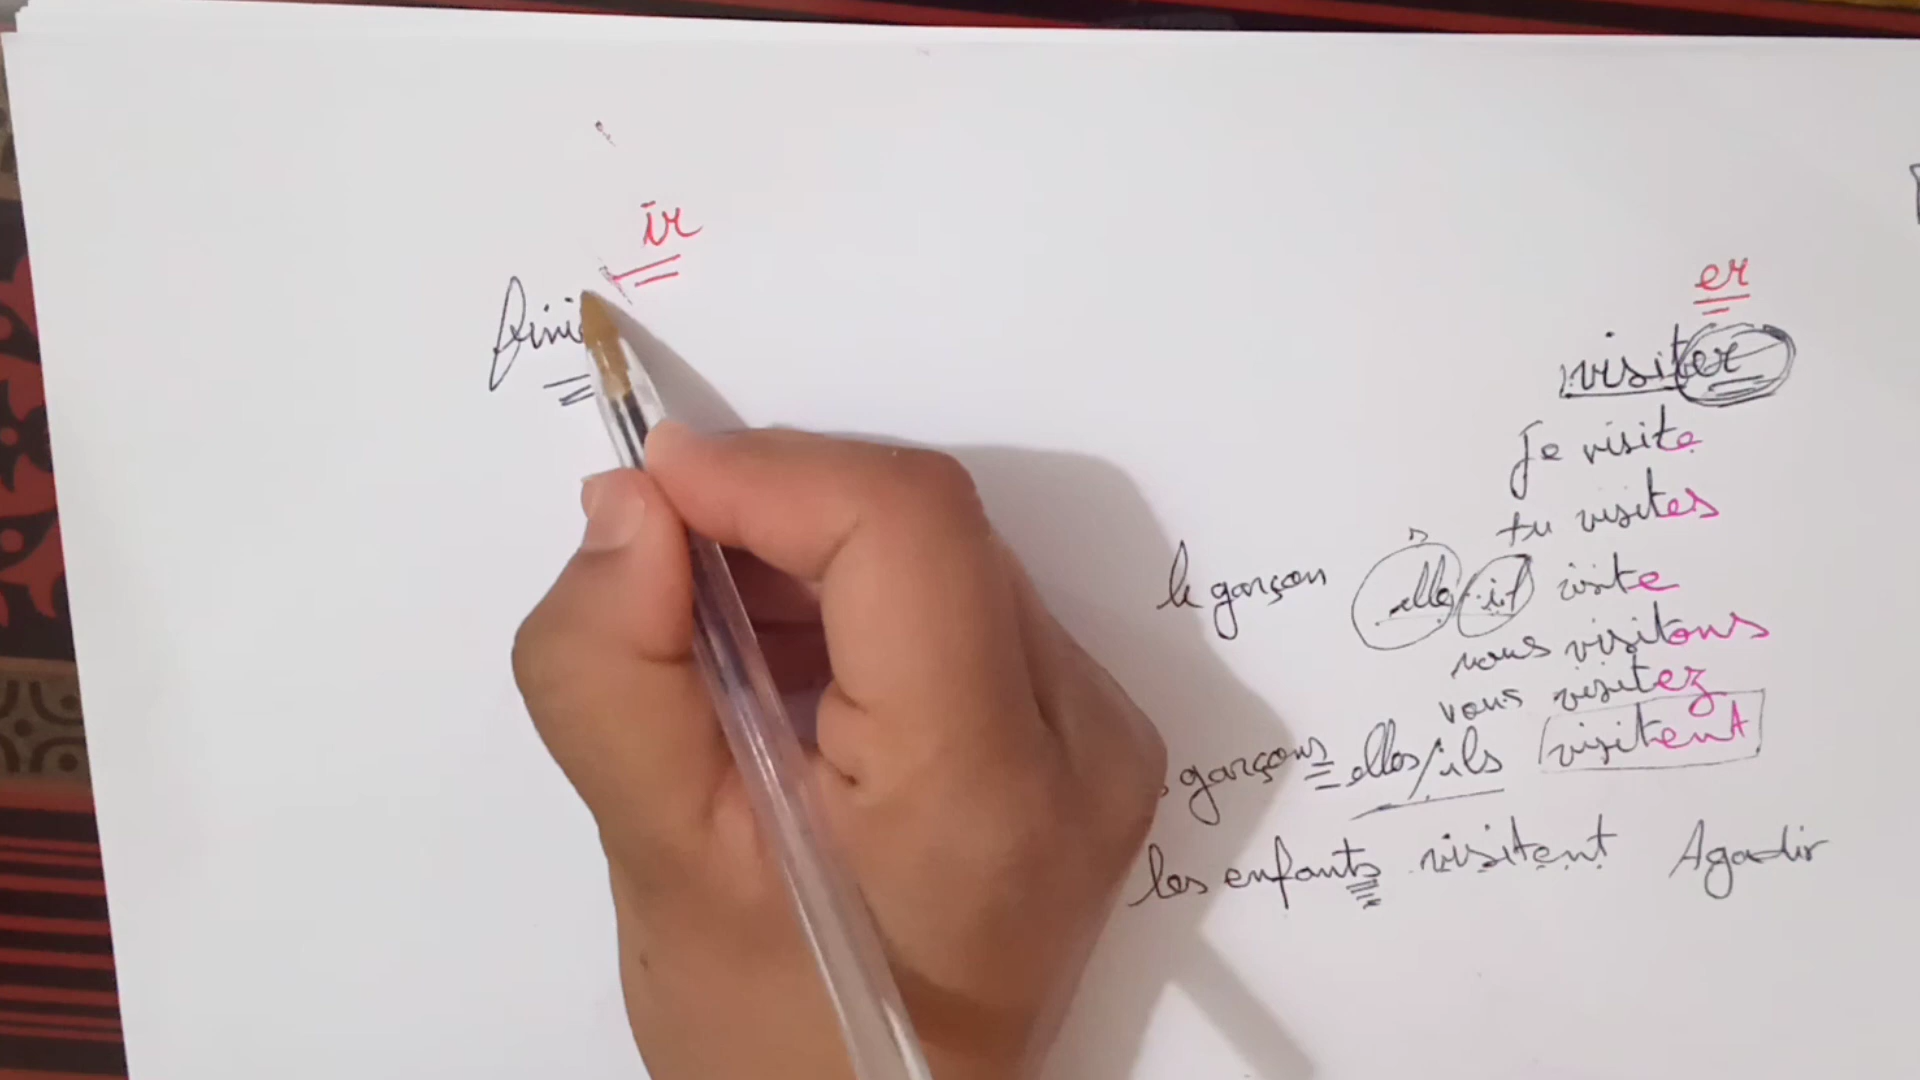 ir
fini
er
visiter
Je visite
tu visites
le garçon elle il visite
nous visitons
vous visitez
garçons elles/ils visitent
les enfants visitent Agadir